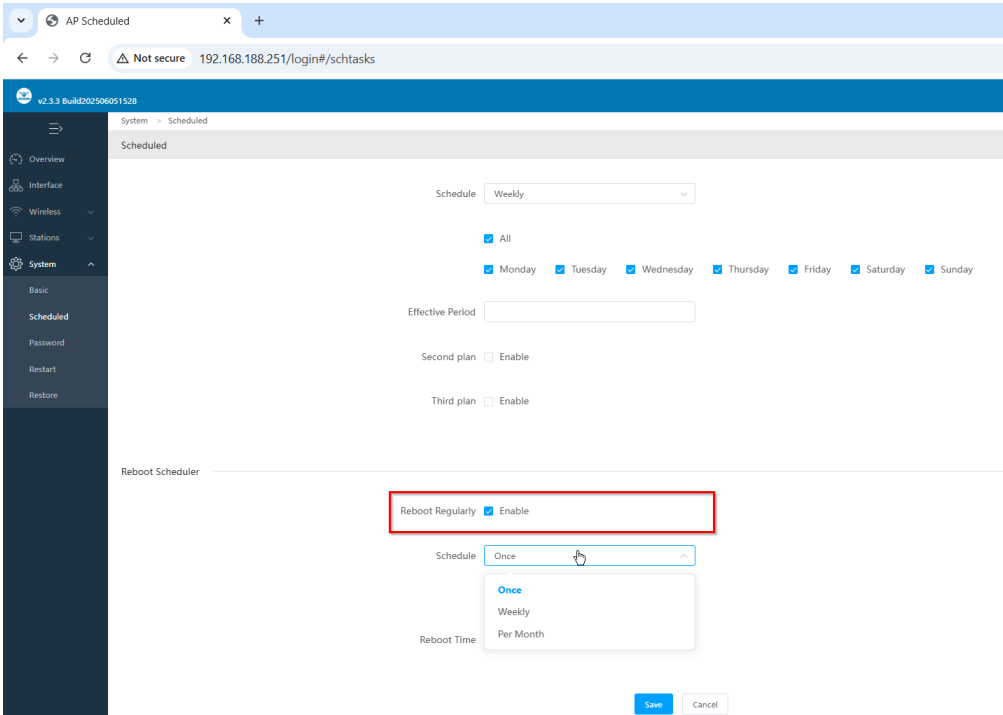 AP Scheduled
Not secure 192.168.188.251/login#/schtasks
v2.3.3 Build202506051528
System > Scheduled
Scheduled
Overview
Interface
Wireless
Stations
System
Basic
Scheduled
Password
Restart
Restore
Schedule Weekly
All
Monday Tuesday Wednesday Thursday Friday Saturday Sunday
Effective Period
Second plan Enable
Third plan Enable
Reboot Scheduler
Reboot Regularly Enable
Schedule Once
Once
Weekly
Per Month
Reboot Time
Save Cancel